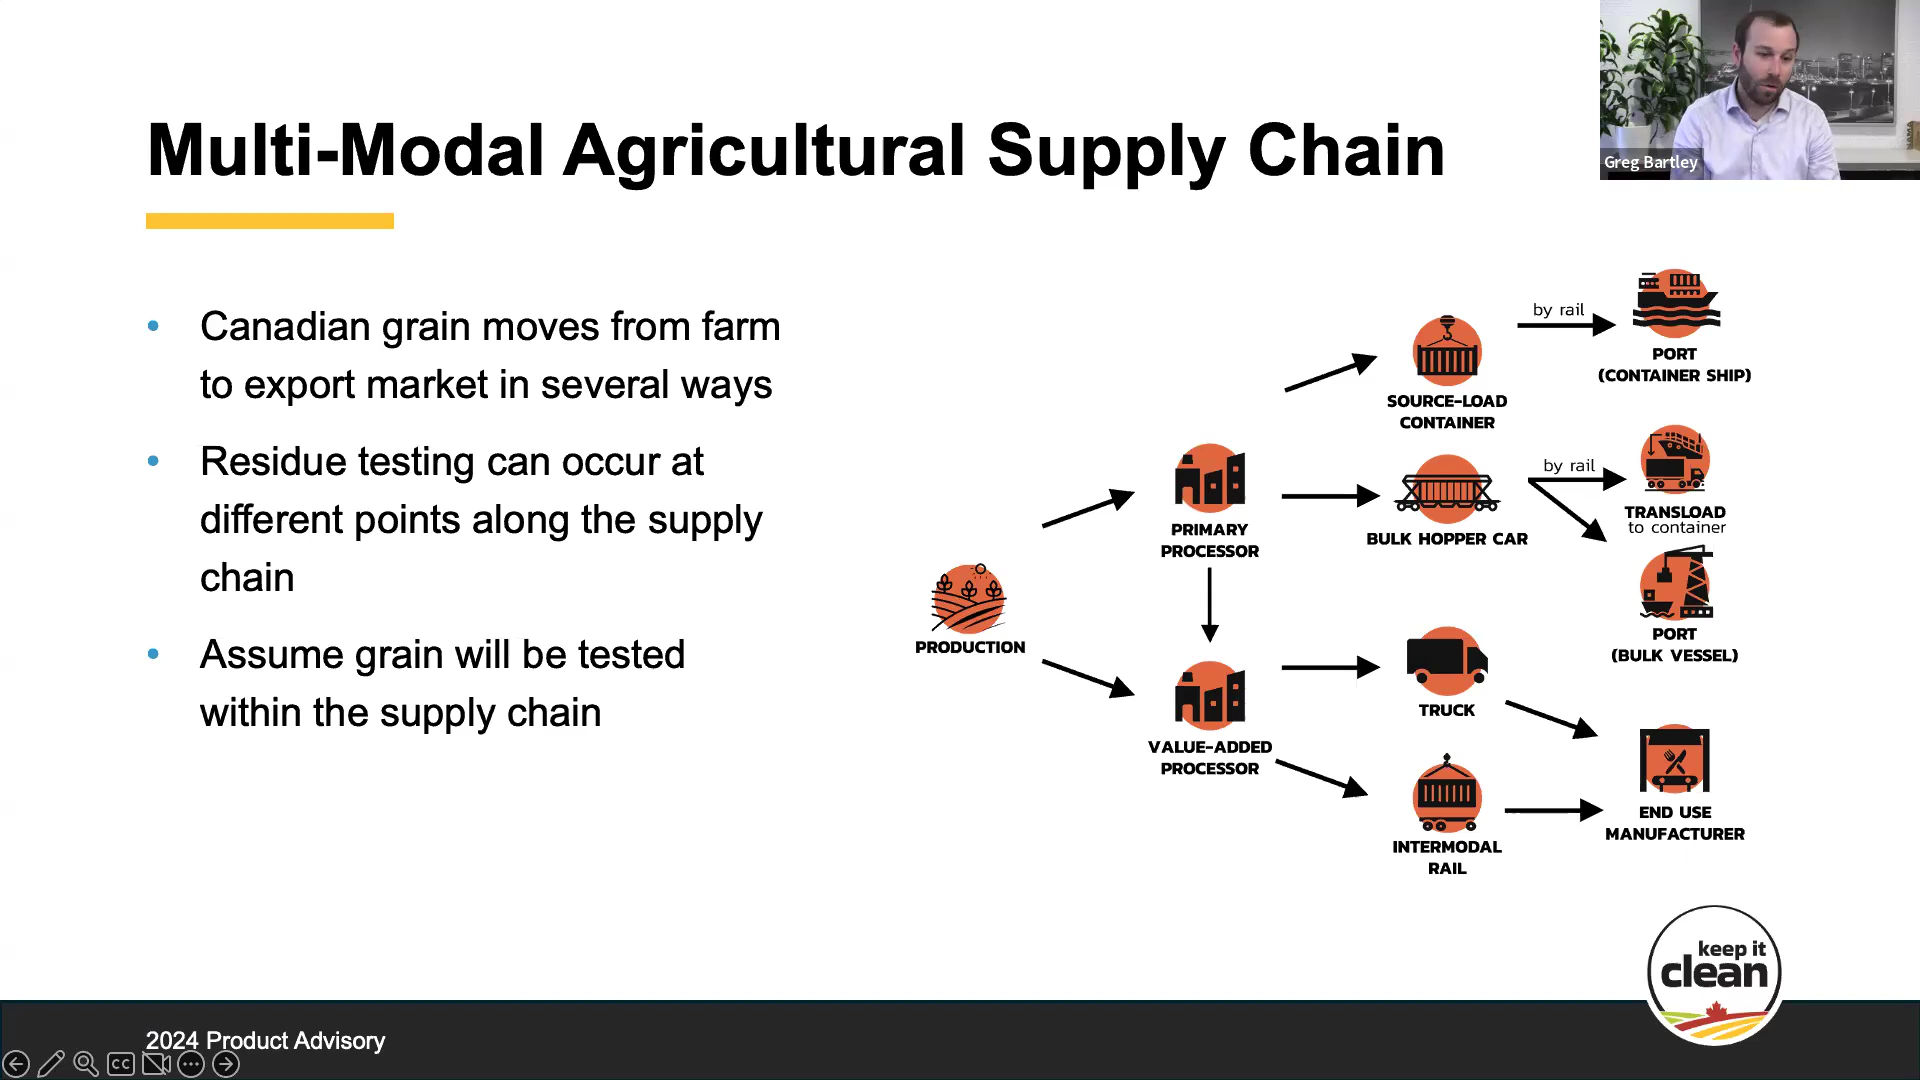 Multi-Modal Agricultural Supply Chain
Greg Bartley
• Canadian grain moves from farm
to export market in several ways
• Residue testing can occur at
different points along the supply
chain
• Assume grain will be tested
within the supply chain
by rail
PORT
(CONTAINER SHIP)
SOURCE-LOAD
CONTAINER
by rail
TRANSLOAD
to container
PRIMARY
PROCESSOR
BULK HOPPER CAR
PORT
(BULK VESSEL)
PRODUCTION
TRUCK
VALUE-ADDED
PROCESSOR
END USE
MANUFACTURER
INTERMODAL
RAIL
keep it
clean
2024 Product Advisory
CC